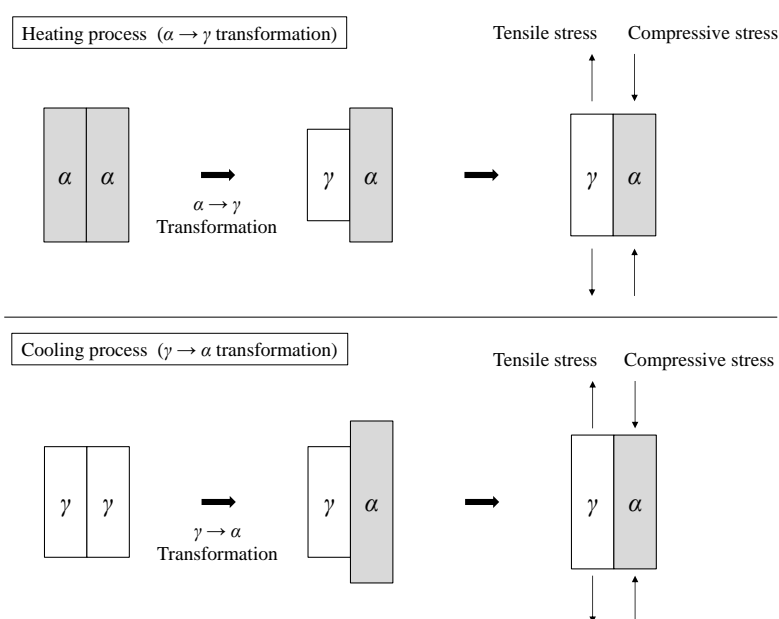 Heating process (α → γ transformation)
Tensile stress Compressive stress
α α γ α γ α
α → γ
Transformation
Cooling process (γ → α transformation)
Tensile stress Compressive stress
γ γ γ α γ α
γ → α
Transformation